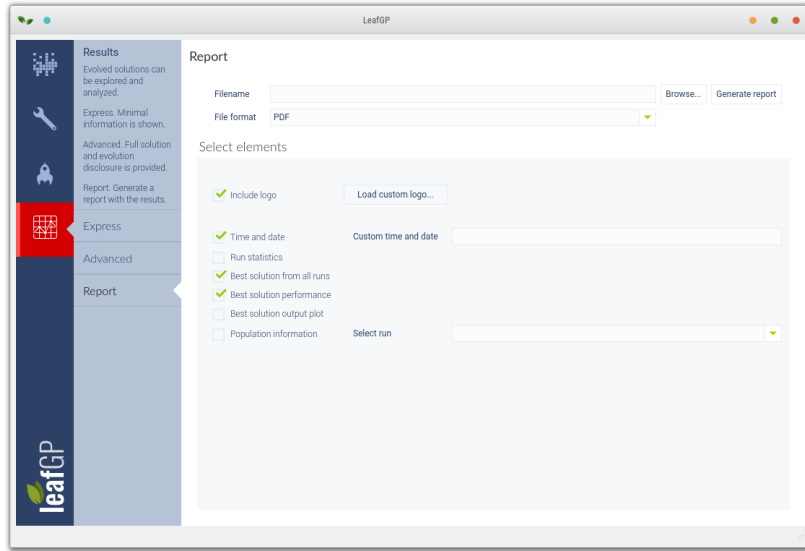 LeafGP
Results
Evolved solutions can
be explored and
analyzed.
Express. Minimal
information is shown.
Advanced. Full solution
and evolution
disclosure is provided.
Report. Generate a
report with the resuts.
Express
Advanced
Report
leafGP
Report
Filename
Browse...
Generate report
File format
PDF
Select elements
Include logo
Load custom logo...
Time and date
Custom time and date
Run statistics
Best solution from all runs
Best solution performance
Best solution output plot
Population information
Select run